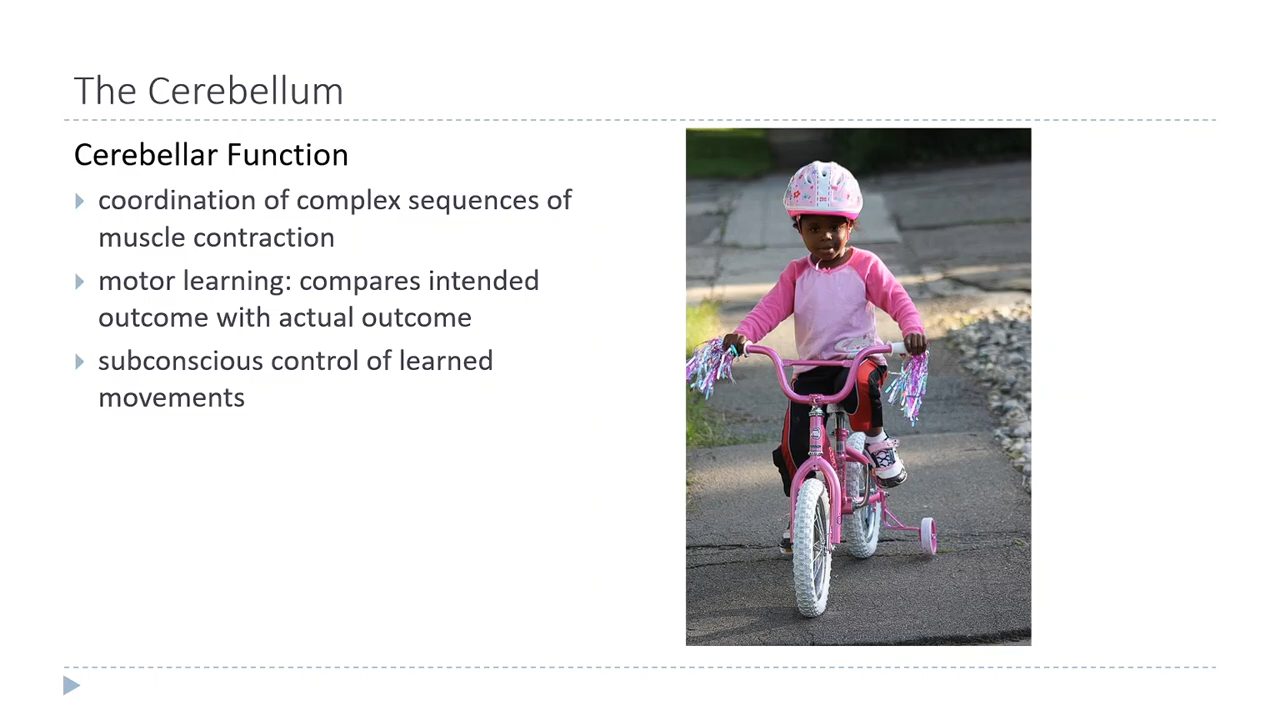 The Cerebellum
Cerebellar Function
coordination of complex sequences of
muscle contraction
motor learning: compares intended
outcome with actual outcome
subconscious control of learned
movements